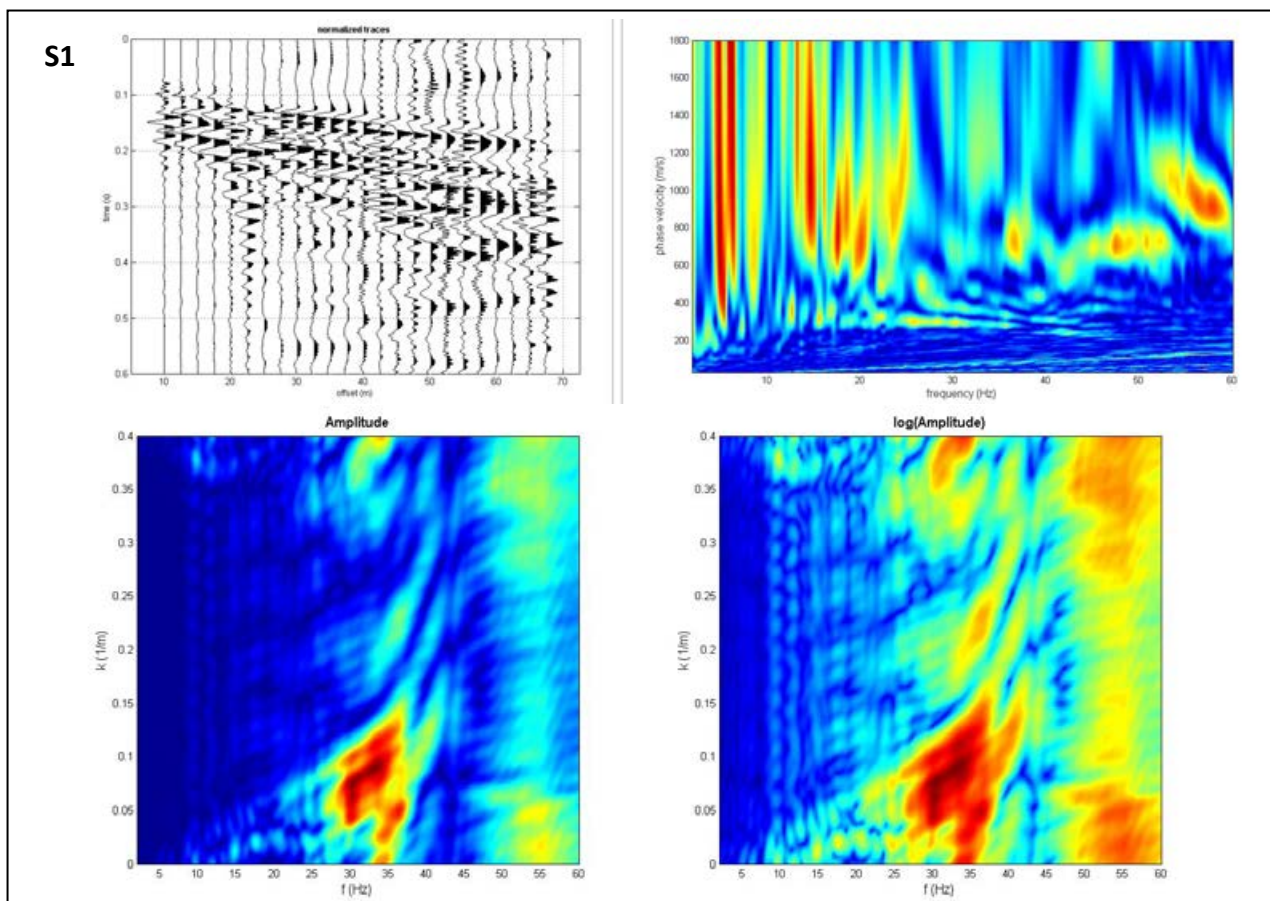 S1
normalized traces
0
0.1
0.2
0.3
0.4
0.5
0.6
time (s)
10 20 30 40 50 60 70
offset (m)
1800
1600
1400
1200
1000
800
600
400
200
phase velocity (m/s)
10 20 30 40 50 60
frequency (Hz)
Amplitude
0.4
0.35
0.3
0.25
0.2
0.15
0.1
0.05
0
k (1/m)
5 10 15 20 25 30 35 40 45 50 55 60
f (Hz)
log(Amplitude)
0.4
0.35
0.3
0.25
0.2
0.15
0.1
0.05
0
k (1/m)
5 10 15 20 25 30 35 40 45 50 55 60
f (Hz)